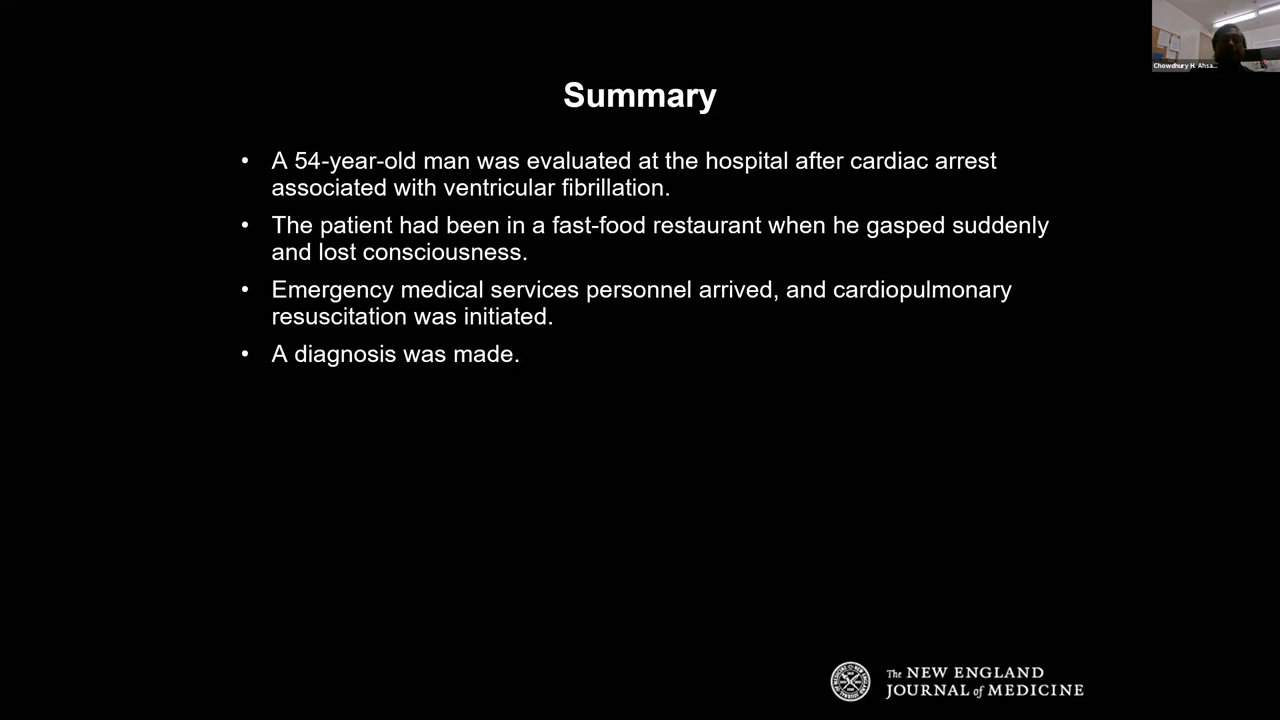 Chowdhury H. Ahsa...
Summary
• A 54-year-old man was evaluated at the hospital after cardiac arrest
associated with ventricular fibrillation.
• The patient had been in a fast-food restaurant when he gasped suddenly
and lost consciousness.
• Emergency medical services personnel arrived, and cardiopulmonary
resuscitation was initiated.
• A diagnosis was made.
The NEW ENGLAND
JOURNAL of MEDICINE